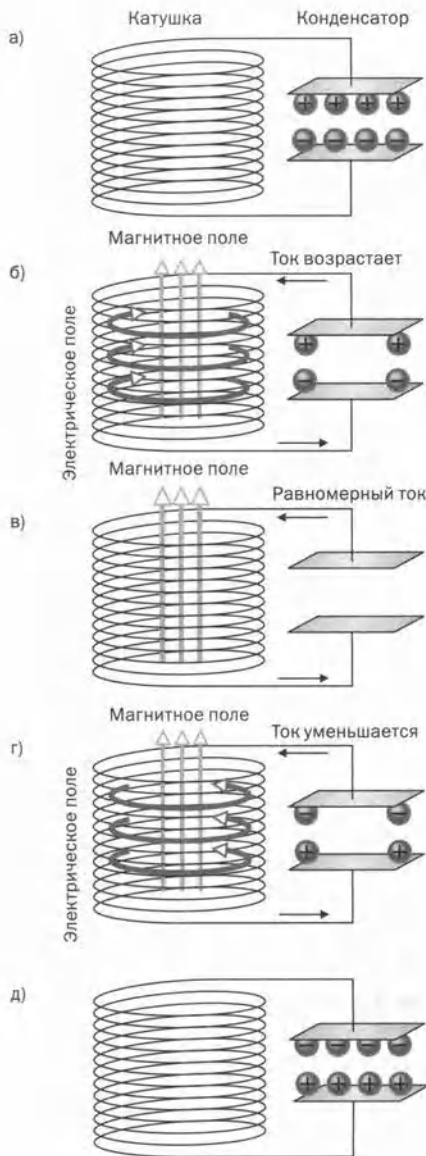 Катушка Конденсатор
а)
Магнитное поле
б) Ток возрастает
Электрическое поле
Магнитное поле
Равномерный ток
в)
Магнитное поле
г) Ток уменьшается
Электрическое поле
д)